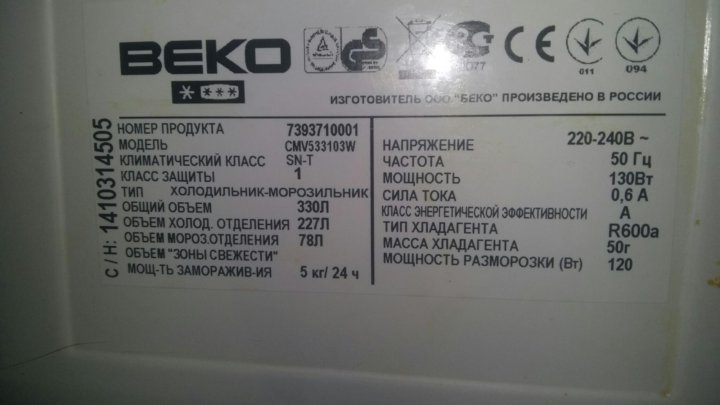 BEKO
GS
077
CE
011
094
ИЗГОТОВИТЕЛЬ ООО "БЕКО" ПРОИЗВЕДЕНО В РОССИИ
С / Н: 1410314505
НОМЕР ПРОДУКТА 7393710001
МОДЕЛЬ CMV533103W
КЛИМАТИЧЕСКИЙ КЛАСС SN-T
КЛАСС ЗАЩИТЫ 1
ТИП ХОЛОДИЛЬНИК-МОРОЗИЛЬНИК
ОБЩИЙ ОБЪЕМ 330Л
ОБЪЕМ ХОЛОД. ОТДЕЛЕНИЯ 227Л
ОБЪЕМ МОРОЗ.ОТДЕЛЕНИЯ 78Л
ОБЪЕМ "ЗОНЫ СВЕЖЕСТИ"
МОЩ-ТЬ ЗАМОРАЖИВ-ИЯ 5 кг/ 24 ч
НАПРЯЖЕНИЕ 220-240В ~
ЧАСТОТА 50 Гц
МОЩНОСТЬ 130Вт
СИЛА ТОКА 0,6 А
КЛАСС ЭНЕРГЕТИЧЕСКОЙ ЭФФЕКТИВНОСТИ А
ТИП ХЛАДАГЕНТА R600a
МАССА ХЛАДАГЕНТА 50г
МОЩНОСТЬ РАЗМОРОЗКИ (Вт) 120